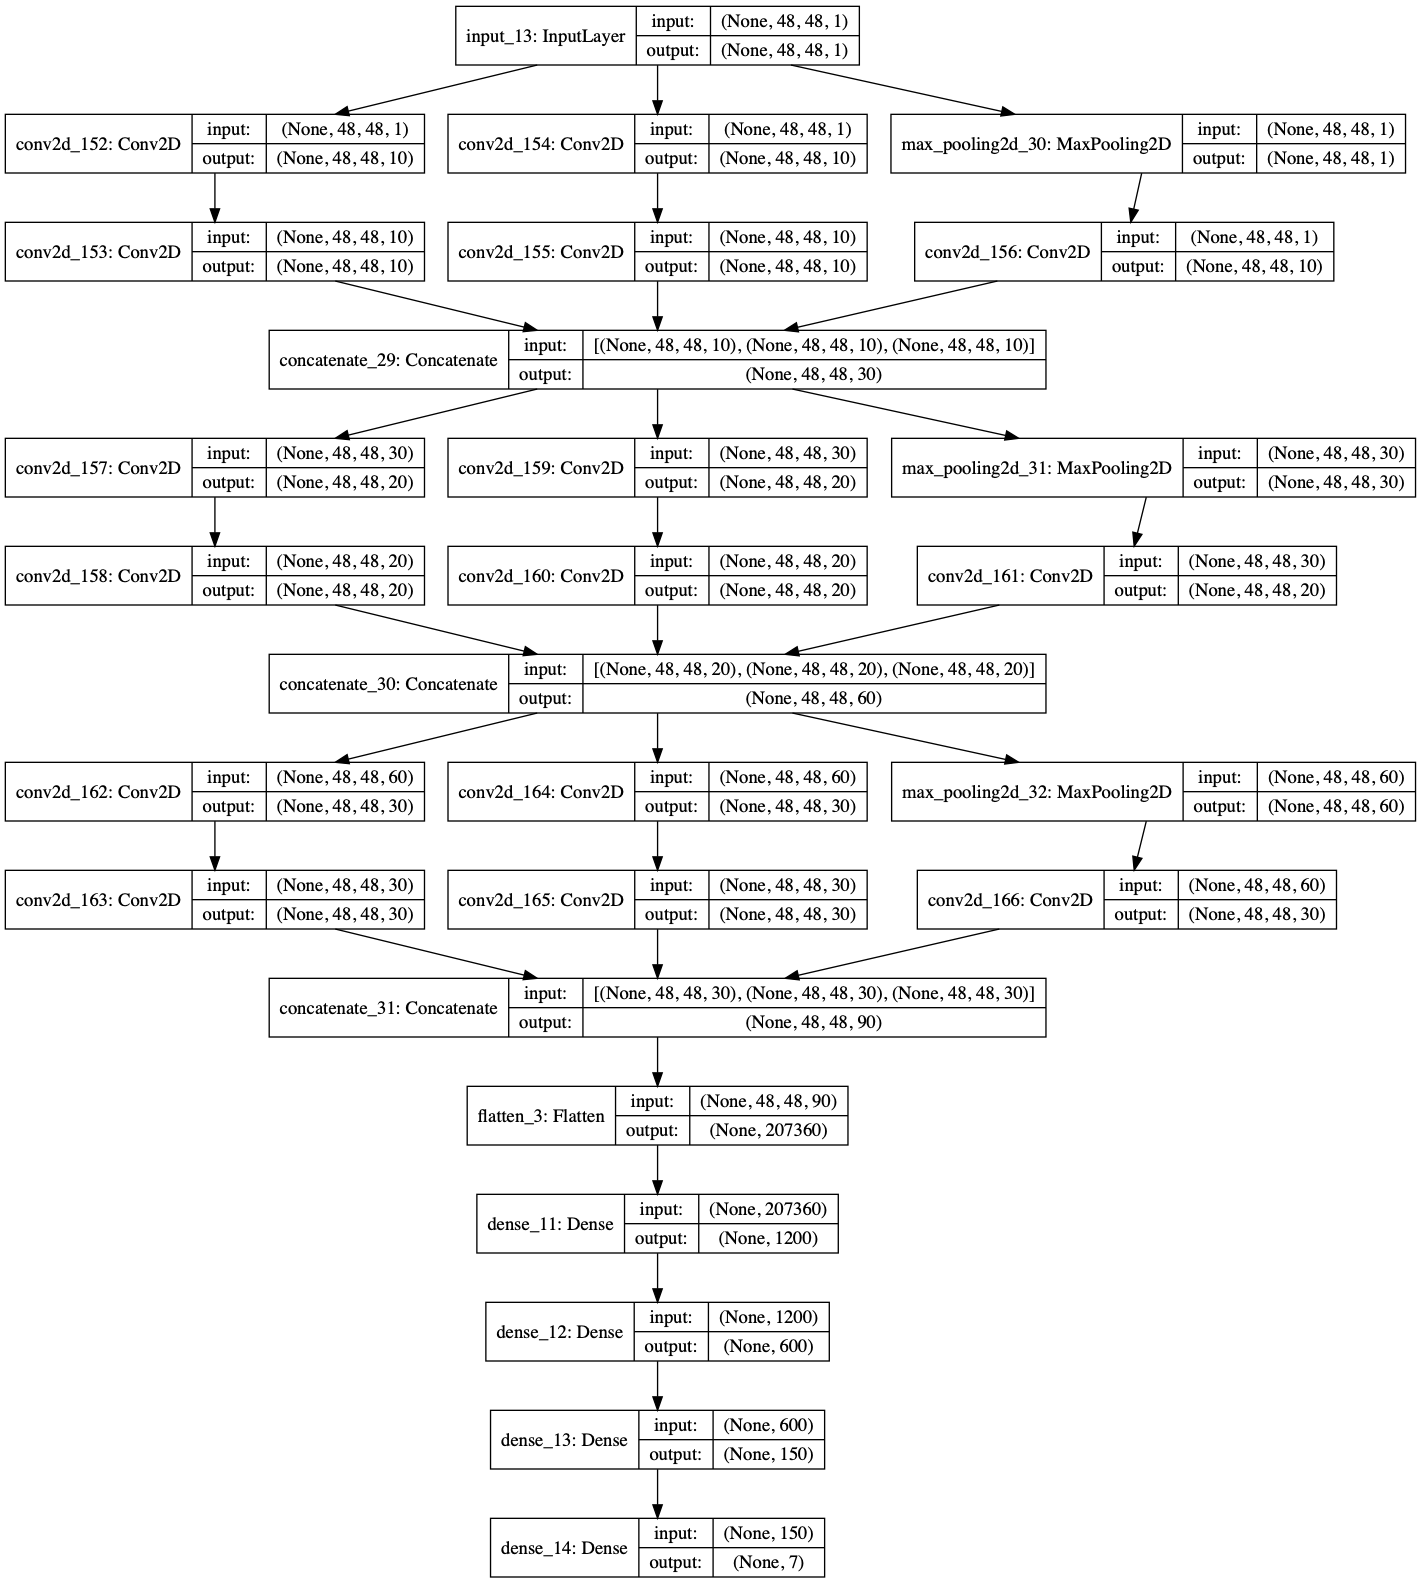 input_13: InputLayer
input: (None, 48, 48, 1)
output: (None, 48, 48, 1)
conv2d_152: Conv2D
input: (None, 48, 48, 1)
output: (None, 48, 48, 10)
conv2d_154: Conv2D
input: (None, 48, 48, 1)
output: (None, 48, 48, 10)
max_pooling2d_30: MaxPooling2D
input: (None, 48, 48, 1)
output: (None, 48, 48, 1)
conv2d_153: Conv2D
input: (None, 48, 48, 10)
output: (None, 48, 48, 10)
conv2d_155: Conv2D
input: (None, 48, 48, 10)
output: (None, 48, 48, 10)
conv2d_156: Conv2D
input: (None, 48, 48, 1)
output: (None, 48, 48, 10)
concatenate_29: Concatenate
input: [(None, 48, 48, 10), (None, 48, 48, 10), (None, 48, 48, 10)]
output: (None, 48, 48, 30)
conv2d_157: Conv2D
input: (None, 48, 48, 30)
output: (None, 48, 48, 20)
conv2d_159: Conv2D
input: (None, 48, 48, 30)
output: (None, 48, 48, 20)
max_pooling2d_31: MaxPooling2D
input: (None, 48, 48, 30)
output: (None, 48, 48, 30)
conv2d_158: Conv2D
input: (None, 48, 48, 20)
output: (None, 48, 48, 20)
conv2d_160: Conv2D
input: (None, 48, 48, 20)
output: (None, 48, 48, 20)
conv2d_161: Conv2D
input: (None, 48, 48, 30)
output: (None, 48, 48, 20)
concatenate_30: Concatenate
input: [(None, 48, 48, 20), (None, 48, 48, 20), (None, 48, 48, 20)]
output: (None, 48, 48, 60)
conv2d_162: Conv2D
input: (None, 48, 48, 60)
output: (None, 48, 48, 30)
conv2d_164: Conv2D
input: (None, 48, 48, 60)
output: (None, 48, 48, 30)
max_pooling2d_32: MaxPooling2D
input: (None, 48, 48, 60)
output: (None, 48, 48, 60)
conv2d_163: Conv2D
input: (None, 48, 48, 30)
output: (None, 48, 48, 30)
conv2d_165: Conv2D
input: (None, 48, 48, 30)
output: (None, 48, 48, 30)
conv2d_166: Conv2D
input: (None, 48, 48, 60)
output: (None, 48, 48, 30)
concatenate_31: Concatenate
input: [(None, 48, 48, 30), (None, 48, 48, 30), (None, 48, 48, 30)]
output: (None, 48, 48, 90)
flatten_3: Flatten
input: (None, 48, 48, 90)
output: (None, 207360)
dense_11: Dense
input: (None, 207360)
output: (None, 1200)
dense_12: Dense
input: (None, 1200)
output: (None, 600)
dense_13: Dense
input: (None, 600)
output: (None, 150)
dense_14: Dense
input: (None, 150)
output: (None, 7)